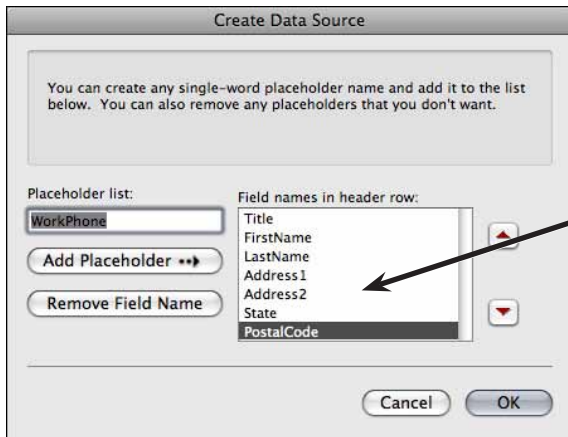 Create Data Source
You can create any single-word placeholder name and add it to the list
below. You can also remove any placeholders that you don't want.
Placeholder list:
WorkPhone
Add Placeholder
Remove Field Name
Field names in header row:
Title
FirstName
LastName
Address1
Address2
State
PostalCode
Cancel
OK